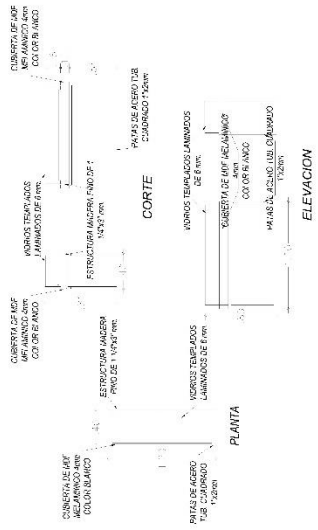 CUBIERTA DE MDF
MELAMINICO 4mm
COLOR BLANCO
PATAS DE ACERO TUB.
CUADRADO 1"x2mm
VIDRIOS TEMPLADOS
LAMINADOS DE 6 mm.
ESTRUCTURA MADERA PINO DE 1
1/4"x3" mm.
CUBIERTA DE MDF
MELAMINICO 4mm
COLOR BLANCO
CORTE
VIDRIOS TEMPLADOS LAMINADOS
DE 6 mm.
CUBIERTA DE MDF MELAMINICO
4mm
COLOR BLANCO
PATAS DE ACERO TUB. CUADRADO
1"x2mm
ELEVACION
ESTRUCTURA MADERA
PINO DE 1 1/4"x3" mm.
CUBIERTA DE MDF
MELAMINICO 4mm
COLOR BLANCO
VIDRIOS TEMPLADOS
LAMINADOS DE 6 mm
PATAS DE ACERO
TUB. CUADRADO
1"x2mm
PLANTA